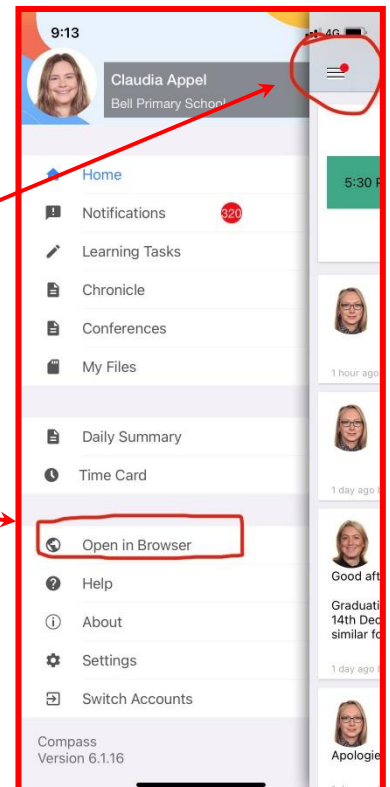 9:13
4G
Claudia Appel
Bell Primary School
Home
Notifications 320
Learning Tasks
Chronicle
Conferences
My Files
Daily Summary
Time Card
Open in Browser
Help
About
Settings
Switch Accounts
Compass
Version 6.1.16
5:30
1 hour ago
1 day ago
Good aft
Graduati
14th Dec
similar fo
1 day ago
Apologie